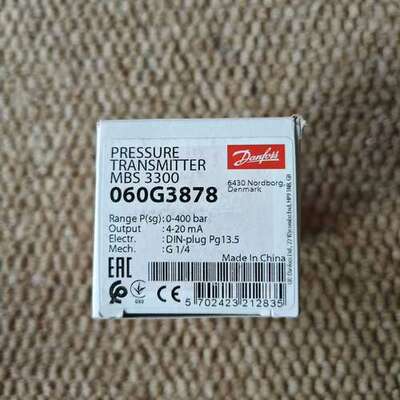 PRESSURE
TRANSMITTER
MBS 3300
060G3878
Danfoss
6430 Nordborg
Denmark
Range P(sg): 0-400 bar
Output : 4-20 mA
Electr. : DIN-plug Pg13.5
Mech. : G 1/4
Made In China
EAC
CE
5 702423 212835